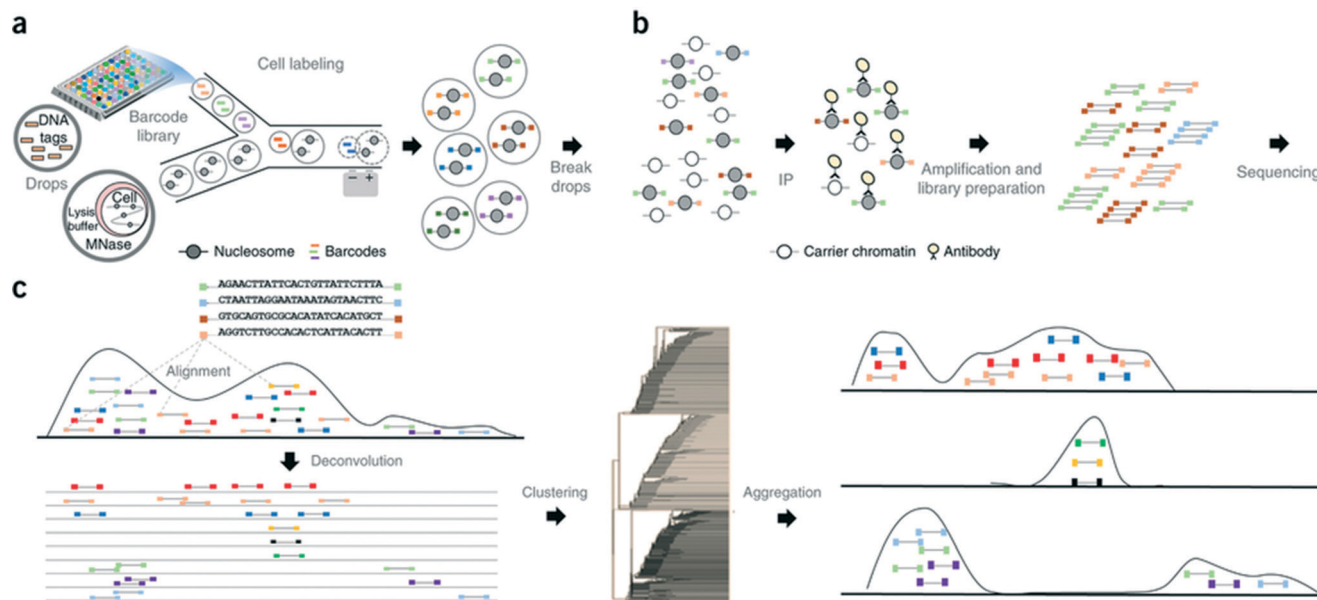 a
Cell labeling
DNA
tags
Barcode
library
Drops
Cell
Lysis
buffer
MNase
− +
Break
drops
Nucleosome
Barcodes
b
IP
Amplification and
library preparation
Sequencing
Carrier chromatin
Antibody
c
AGAACTTATTCACTGTTATTCTTTA
CTAATTAGGAATAAATAGTAACTTC
GTGCAGTGCGCACATATCACATGCT
AGGTCTTGCCACACTCATTACACTT
Alignment
Deconvolution
Clustering
Aggregation